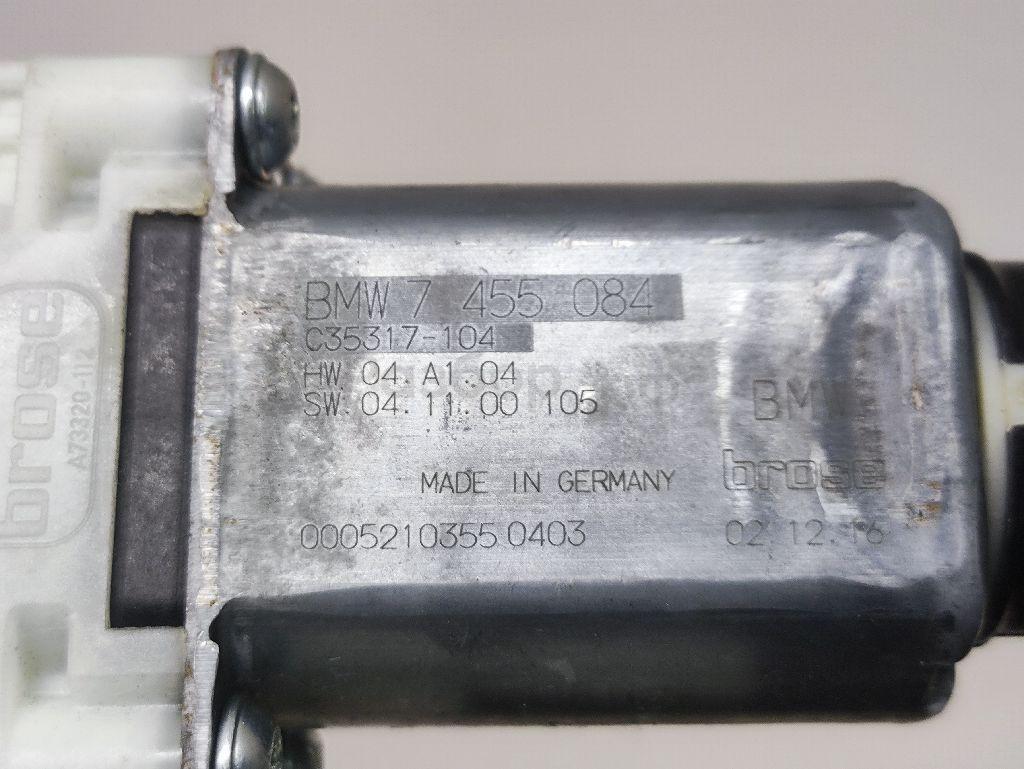 brose
A73320-112
BMW 7 455 084
C35317-104
HW 04.A1.04
SW 04.11.00 105
BMW
brose
MADE IN GERMANY
0005210355 0403
02.12.16